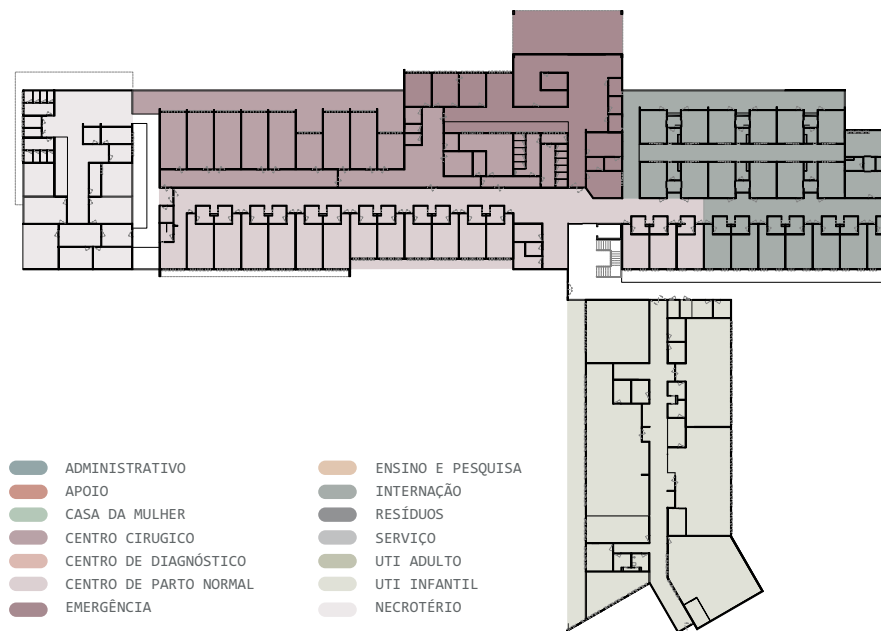 ADMINISTRATIVO
APOIO
CASA DA MULHER
CENTRO CIRUGICO
CENTRO DE DIAGNÓSTICO
CENTRO DE PARTO NORMAL
EMERGÊNCIA
ENSINO E PESQUISA
INTERNAÇÃO
RESÍDUOS
SERVIÇO
UTI ADULTO
UTI INFANTIL
NECROTÉRIO